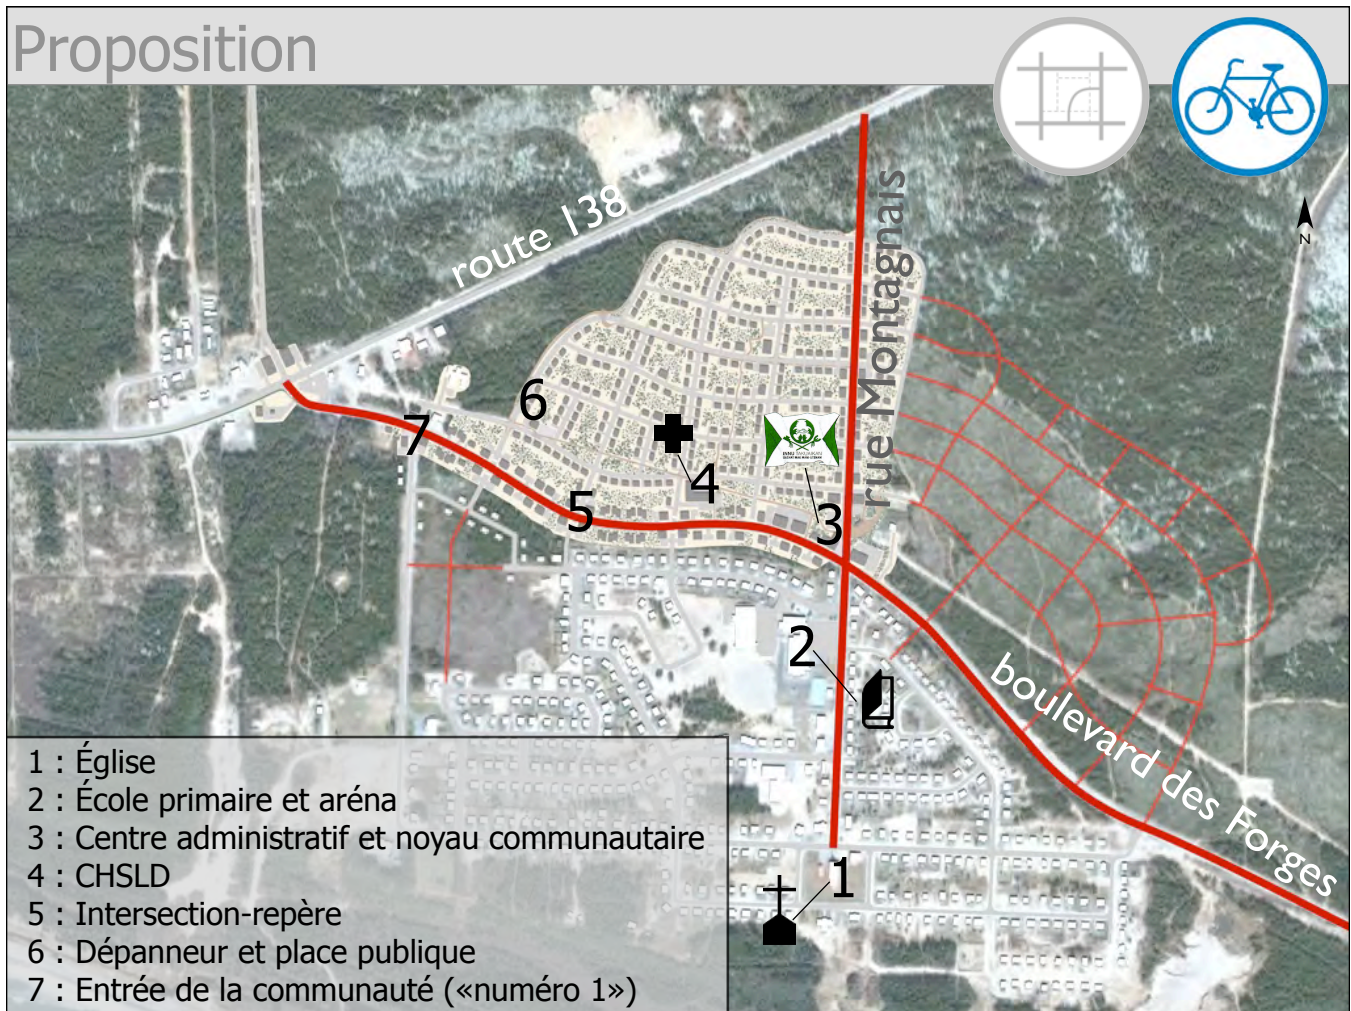 Proposition
route 138
rue Montagnais
N
7
6
5
4
INNU TAKUAIKAN
3
2
boulevard des Forges
1
1 : Église
2 : École primaire et aréna
3 : Centre administratif et noyau communautaire
4 : CHSLD
5 : Intersection-repère
6 : Dépanneur et place publique
7 : Entrée de la communauté («numéro 1»)